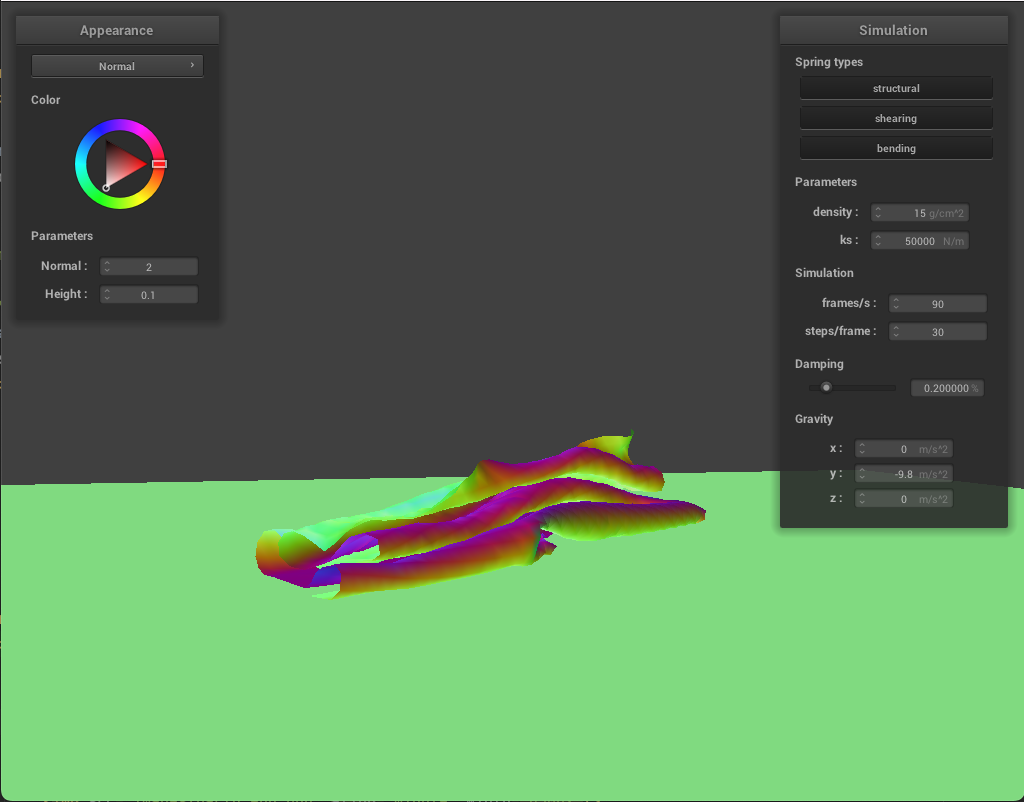 Appearance
Normal
Color
Parameters
Normal : 2
Height : 0.1
Simulation
Spring types
structural
shearing
bending
Parameters
density : 15 g/cm^2
ks : 50000 N/m
Simulation
frames/s : 90
steps/frame : 30
Damping
0.200000 %
Gravity
x : 0 m/s^2
y : -9.8 m/s^2
z : 0 m/s^2